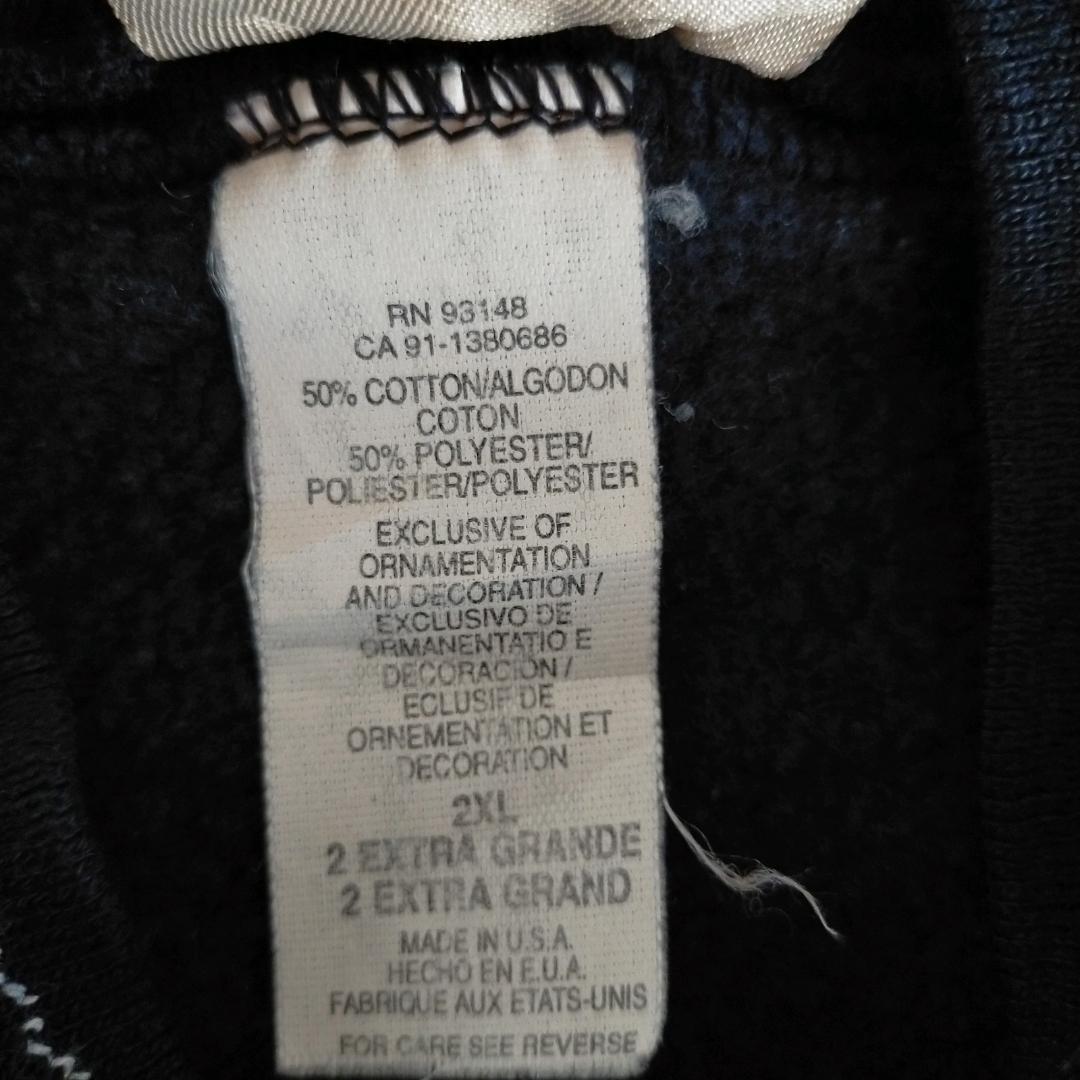 RN 93148
CA 91-1380686
50% COTTON/ALGODON
COTON
50% POLYESTER/
POLIESTER/POLYESTER
EXCLUSIVE OF
ORNAMENTATION
AND DECORATION /
EXCLUSIVO DE
ORMANENTATIO E
DECORACION /
ECLUSIF DE
ORNEMENTATION ET
DECORATION
2XL
2 EXTRA GRANDE
2 EXTRA GRAND
MADE IN U.S.A.
HECHO EN E.U.A.
FABRIQUE AUX ETATS-UNIS
FOR CARE SEE REVERSE